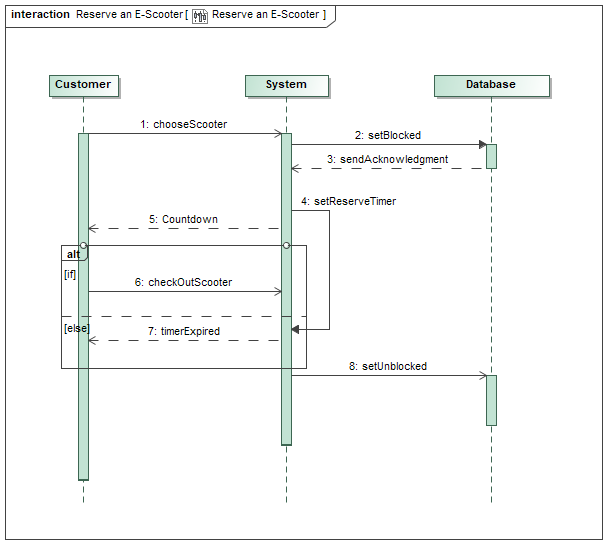 interaction Reserve an E-Scooter [ Reserve an E-Scooter ]
Customer
System
Database
1: chooseScooter
2: setBlocked
3: sendAcknowledgment
4: setReserveTimer
5: Countdown
alt
[if]
6: checkOutScooter
[else]
7: timerExpired
8: setUnblocked